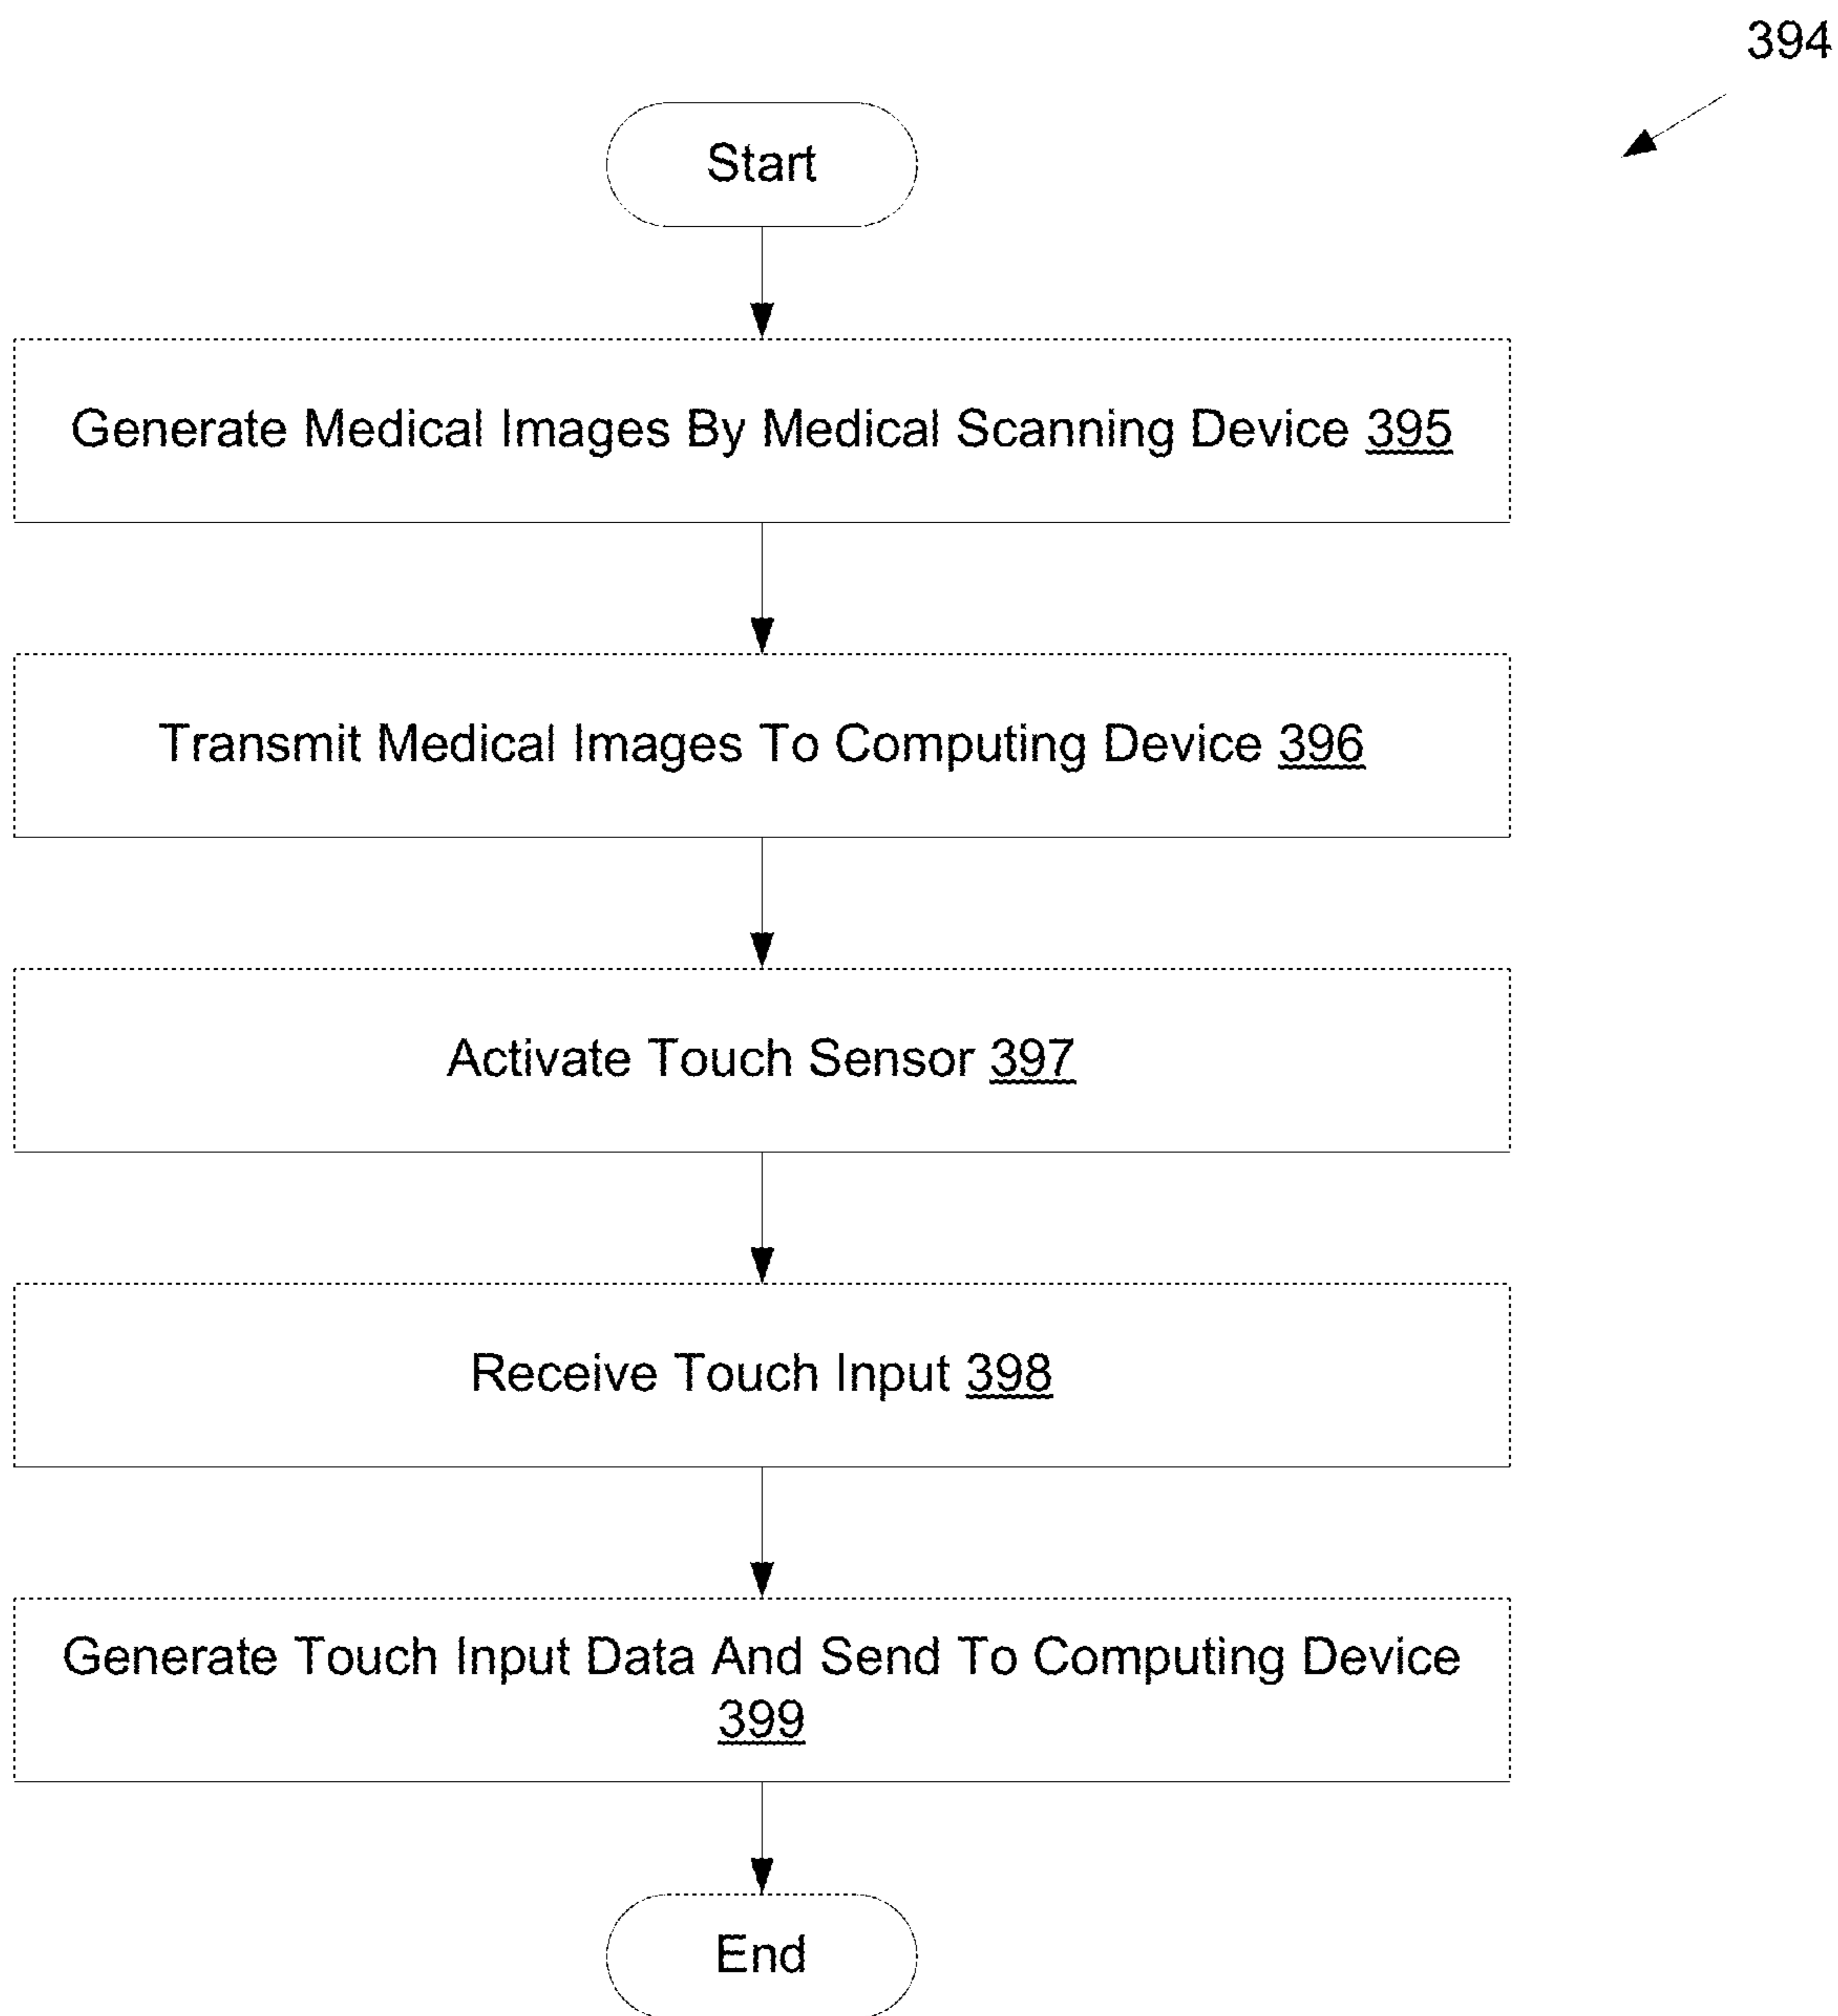 394
Start
Generate Medical Images By Medical Scanning Device 395
Transmit Medical Images To Computing Device 396
Activate Touch Sensor 397
Receive Touch Input 398
Generate Touch Input Data And Send To Computing Device
399
End